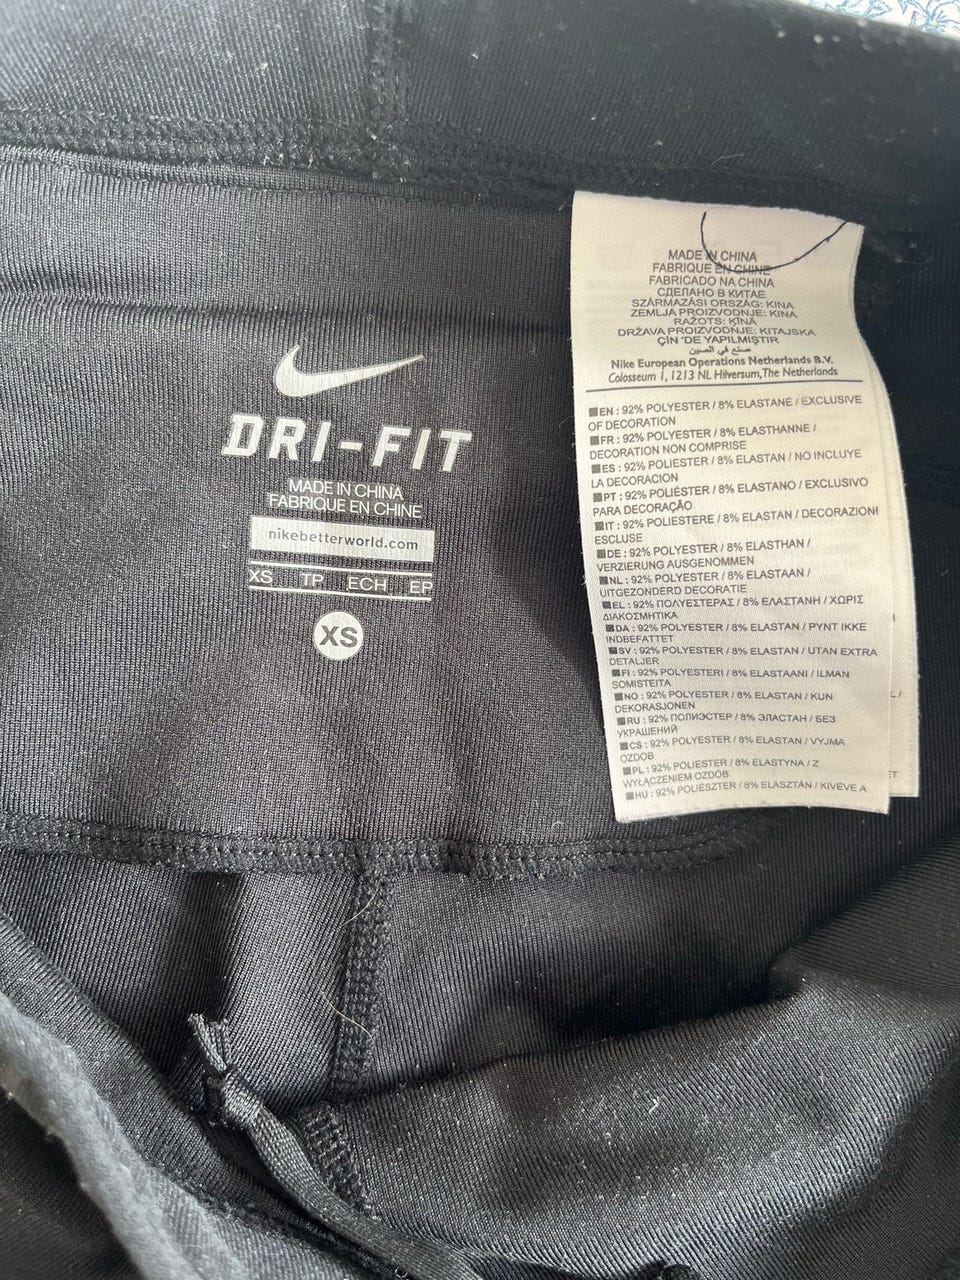 DRI-FIT
MADE IN CHINA
FABRIQUE EN CHINE
nikebetterworld.com
XS TP ECH EP
XS
MADE IN CHINA
FABRIQUE EN CHINE
FABRICADO NA CHINA
СДЕЛАНО В КИТАЕ
SZÁRMAZÁSI ORSZÁG: KINA
ZEMLJA PROIZVODNJE: KINA
RAŽOTS: ĶĪNĀ
DRŽAVA PROIZVODNJE: KITAJSKA
ÇİN 'DE YAPILMIŞTIR
صنع في الصين
Nike European Operations Netherlands B.V.
Colosseum 1, 1213 NL Hilversum, The Netherlands
EN : 92% POLYESTER / 8% ELASTANE / EXCLUSIVE
OF DECORATION
FR : 92% POLYESTER / 8% ELASTHANNE /
DECORATION NON COMPRISE
ES : 92% POLIESTER / 8% ELASTAN / NO INCLUYE
LA DECORACION
PT : 92% POLIÉSTER / 8% ELASTANO / EXCLUSIVO
PARA DECORAÇÃO
IT : 92% POLIESTERE / 8% ELASTAN / DECORAZIONI
ESCLUSE
DE : 92% POLYESTER / 8% ELASTHAN /
VERZIERUNG AUSGENOMMEN
NL : 92% POLYESTER / 8% ELASTAAN /
UITGEZONDERD DECORATIE
EL : 92% ΠΟΛΥΕΣΤΕΡΑΣ / 8% ΕΛΑΣΤΑΝΗ / ΧΩΡΙΣ
ΔΙΑΚΟΣΜΗΤΙΚΑ
DA : 92% POLYESTER / 8% ELASTAN / PYNT IKKE
INDBEFATTET
SV : 92% POLYESTER / 8% ELASTAN / UTAN EXTRA
DETALJER
FI : 92% POLYESTERI / 8% ELASTAANI / ILMAN
SOMISTEITA
NO : 92% POLYESTER / 8% ELASTAN / KUN
DEKORASJONEN
RU : 92% ПОЛИЭСТЕР / 8% ЭЛАСТАН / БЕЗ
УКРАШЕНИЙ
CS : 92% POLYESTER / 8% ELASTAN / VYJMA
OZDOB
PL : 92% POLIESTER / 8% ELASTYNA / Z
WYŁĄCZENIEM OZDÓB
HU : 92% POLIÉSZTER / 8% ELASZTÁN / KIVÉVE A